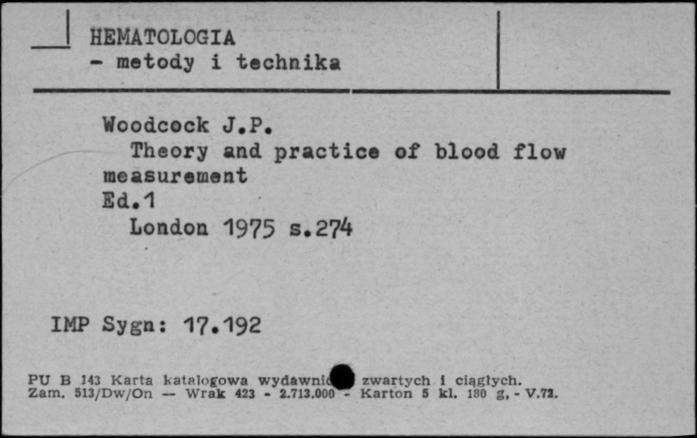 HEMATOLOGIA
- metody i technika
Woodcock J.P.
Theory and practice of blood flow
measurement
Ed.1
London 1975 s.274
IMP Sygn: 17.192
PU B 143 Karta katalogowa zwartych i ciągłych.
Zam. 513/Dw/On — Wrak 423 - 2.713.000 - Karton 5 kl. 180 g, - V.72.